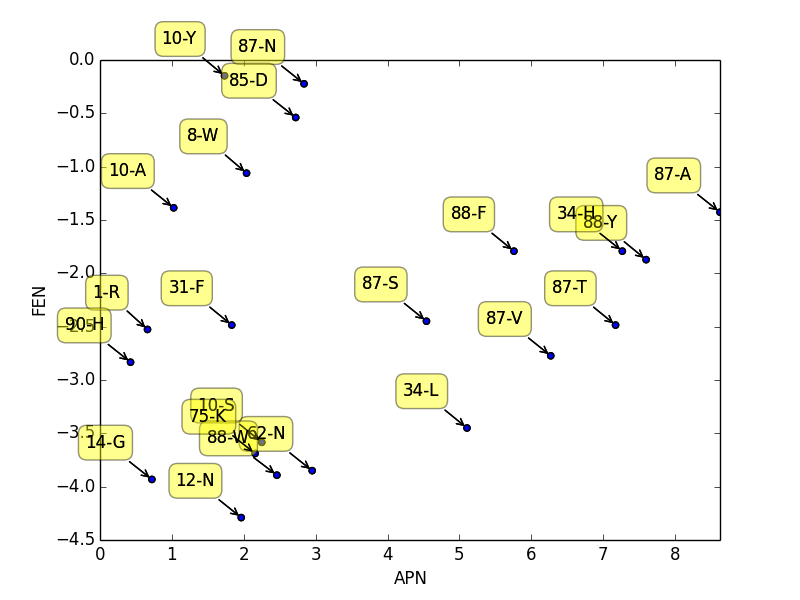 10-Y
87-N
0.0
85-D
−0.5
8-W
−1.0
10-A
87-A
−1.5
88-F
34-H
88-Y
−2.0
1-R
31-F
87-S
87-T
FEN
90-H
−2.5
87-V
−3.0
34-L
10-S
75-K
−3.5
14-G
88-W
62-N
−4.0
12-N
−4.5
0 1 2 3 4 5 6 7 8
APN